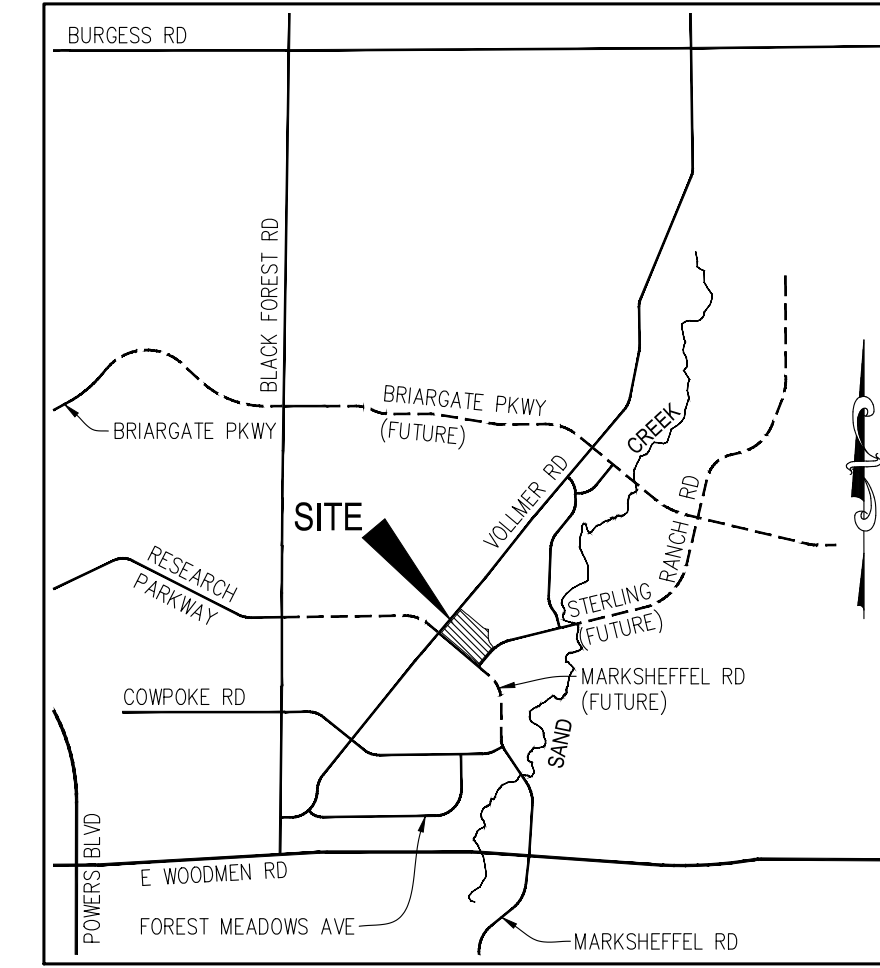 BURGESS RD
BLACK FOREST RD
BRIARGATE PKWY
(FUTURE)
BRIARGATE PKWY
CREEK
VOLLMER RD
SITE
RANCH RD
RESEARCH
PARKWAY
STERLING
(FUTURE)
MARKSHEFFEL RD
(FUTURE)
COWPOKE RD
SAND
POWERS BLVD
E WOODMEN RD
FOREST MEADOWS AVE
MARKSHEFFEL RD